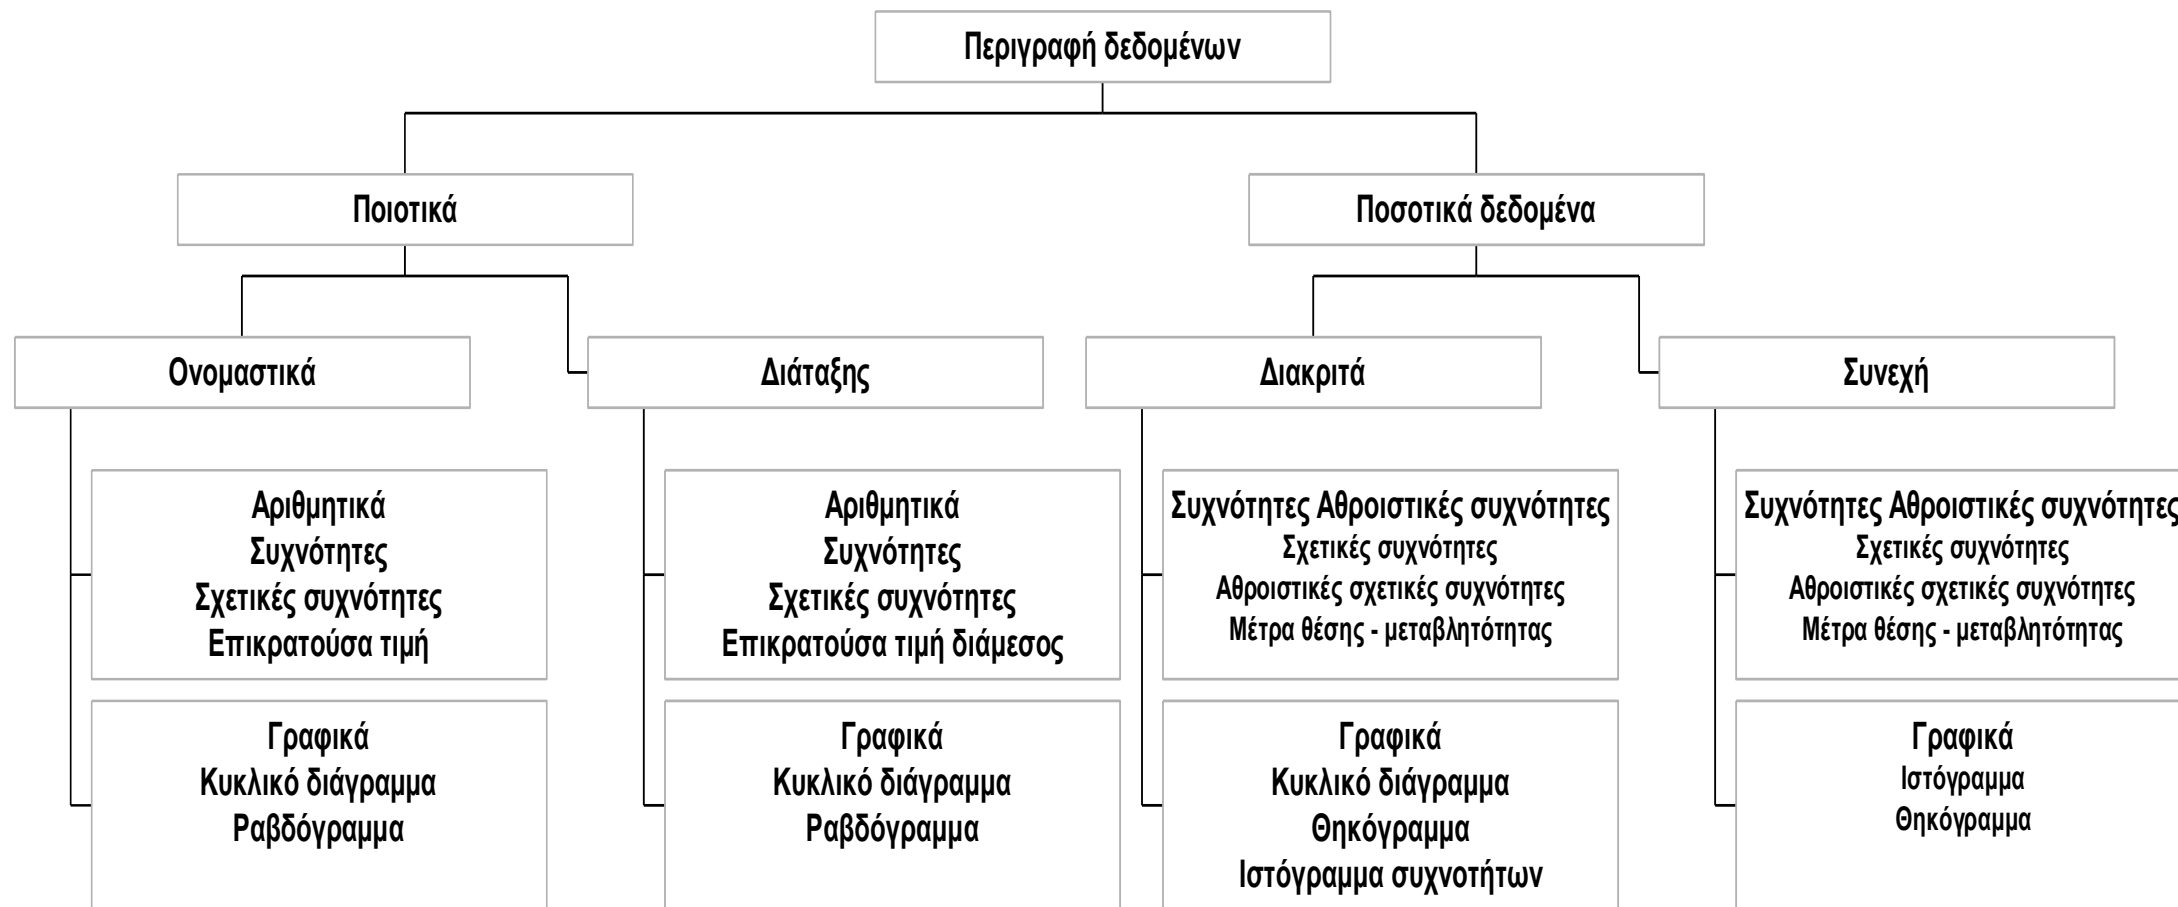 Περιγραφή δεδομένων
Ποιοτικά
Ποσοτικά δεδομένα
Ονομαστικά
Διάταξης
Διακριτά
Συνεχή
Αριθμητικά
Συχνότητες
Σχετικές συχνότητες
Επικρατούσα τιμή
Αριθμητικά
Συχνότητες
Σχετικές συχνότητες
Επικρατούσα τιμή διάμεσος
Συχνότητες Αθροιστικές συχνότητες
Σχετικές συχνότητες
Αθροιστικές σχετικές συχνότητες
Μέτρα θέσης - μεταβλητότητας
Συχνότητες Αθροιστικές συχνότητες
Σχετικές συχνότητες
Αθροιστικές σχετικές συχνότητες
Μέτρα θέσης - μεταβλητότητας
Γραφικά
Κυκλικό διάγραμμα
Ραβδόγραμμα
Γραφικά
Κυκλικό διάγραμμα
Ραβδόγραμμα
Γραφικά
Κυκλικό διάγραμμα
Θηκόγραμμα
Ιστόγραμμα συχνοτήτων
Γραφικά
Ιστόγραμμα
Θηκόγραμμα